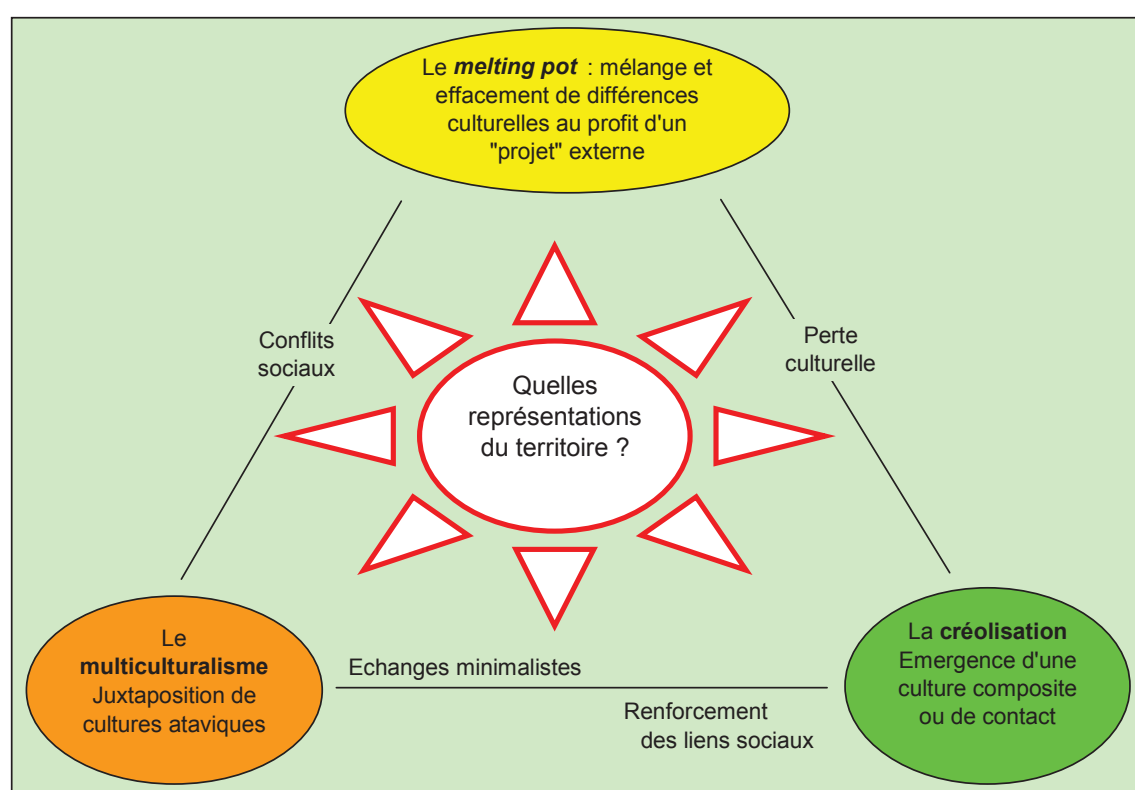 Le melting pot : mélange et
effacement de différences
culturelles au profit d'un
"projet" externe
Conflits
sociaux
Perte
culturelle
Quelles
représentations
du territoire ?
Le
multiculturalisme
Juxtaposition de
cultures ataviques
Echanges minimalistes
Renforcement
des liens sociaux
La créolisation
Emergence d'une
culture composite
ou de contact